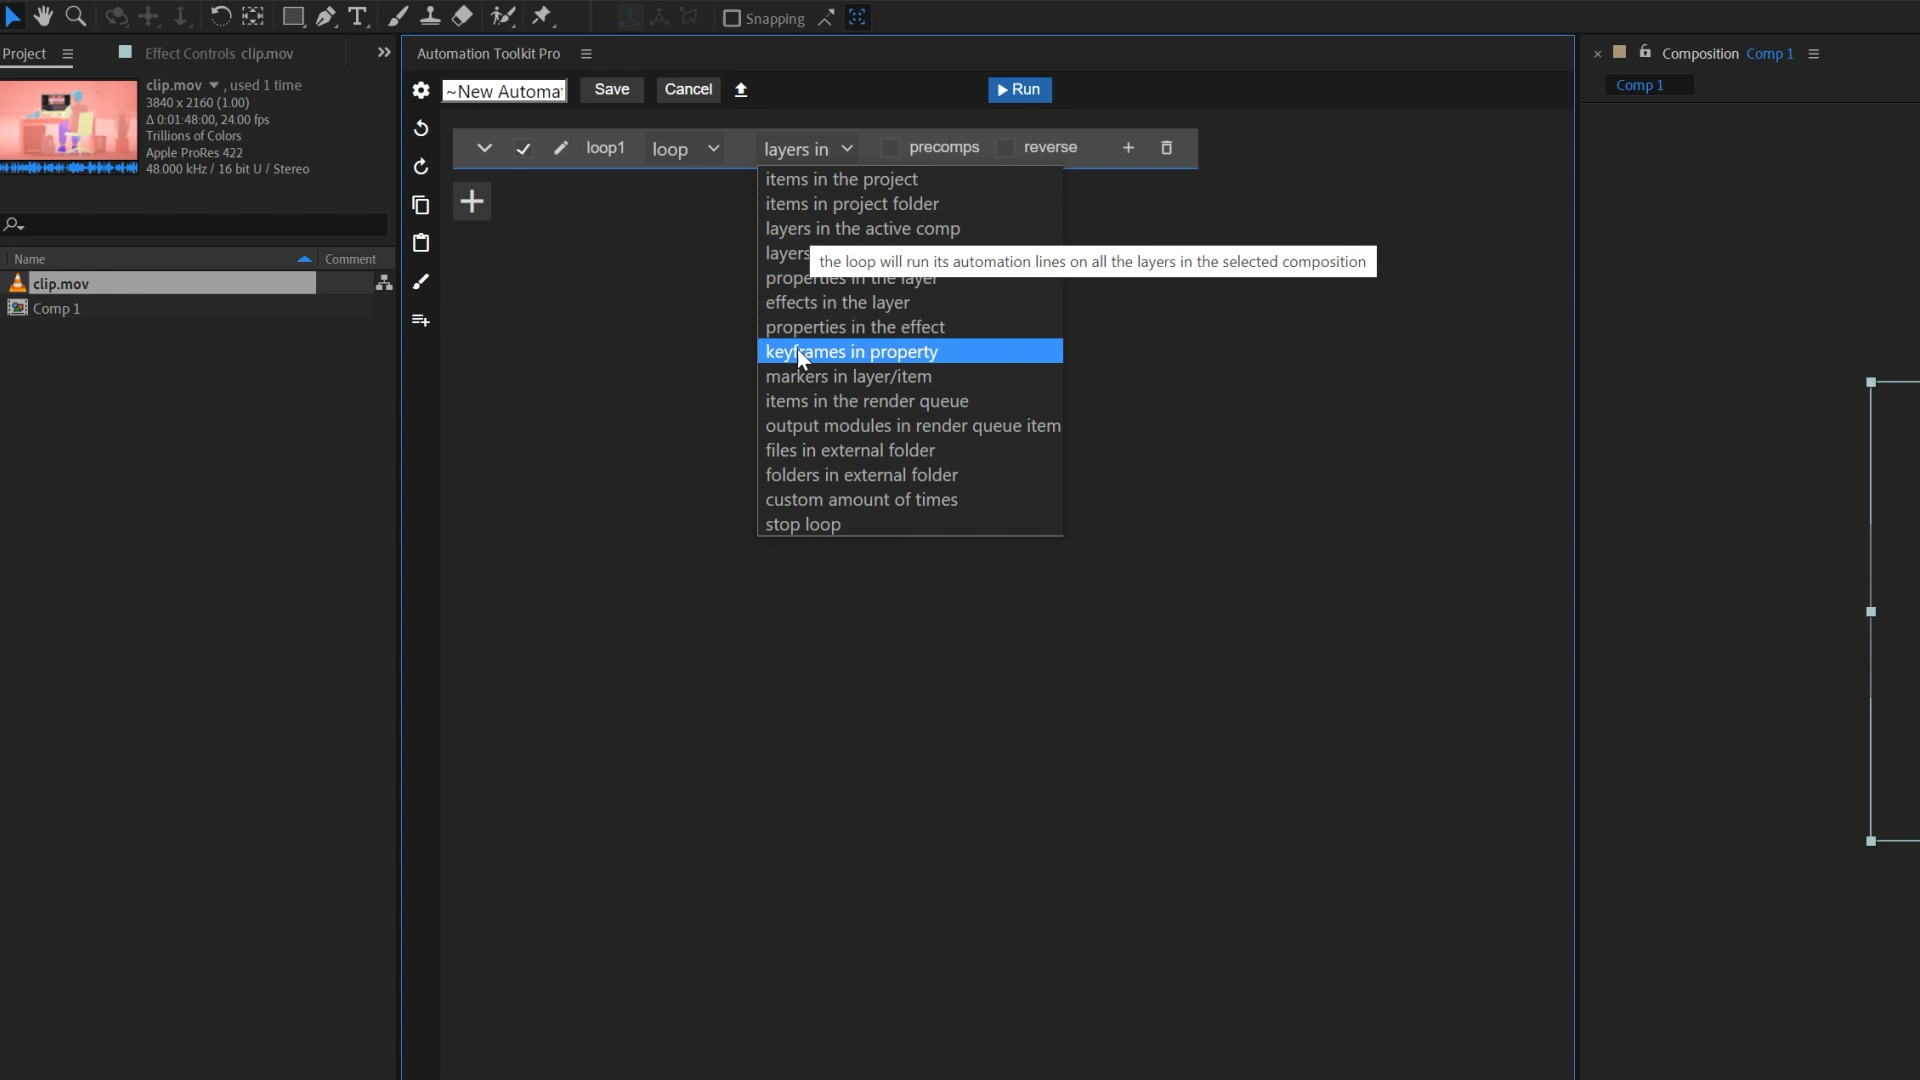 Snapping
Project
Effect Controls clip.mov
clip.mov , used 1 time
3840 x 2160 (1.00)
Δ 0:01:48:00, 24.00 fps
Trillions of Colors
Apple ProRes 422
48.000 kHz / 16 bit U / Stereo
Name
Comment
clip.mov
Comp 1
Automation Toolkit Pro
~New Automat
Save
Cancel
Run
loop1
loop
layers in
precomps
reverse
items in the project
items in project folder
layers in the active comp
layers
the loop will run its automation lines on all the layers in the selected composition
properties in the layer
effects in the layer
properties in the effect
keyframes in property
markers in layer/item
items in the render queue
output modules in render queue item
files in external folder
folders in external folder
custom amount of times
stop loop
Composition Comp 1
Comp 1